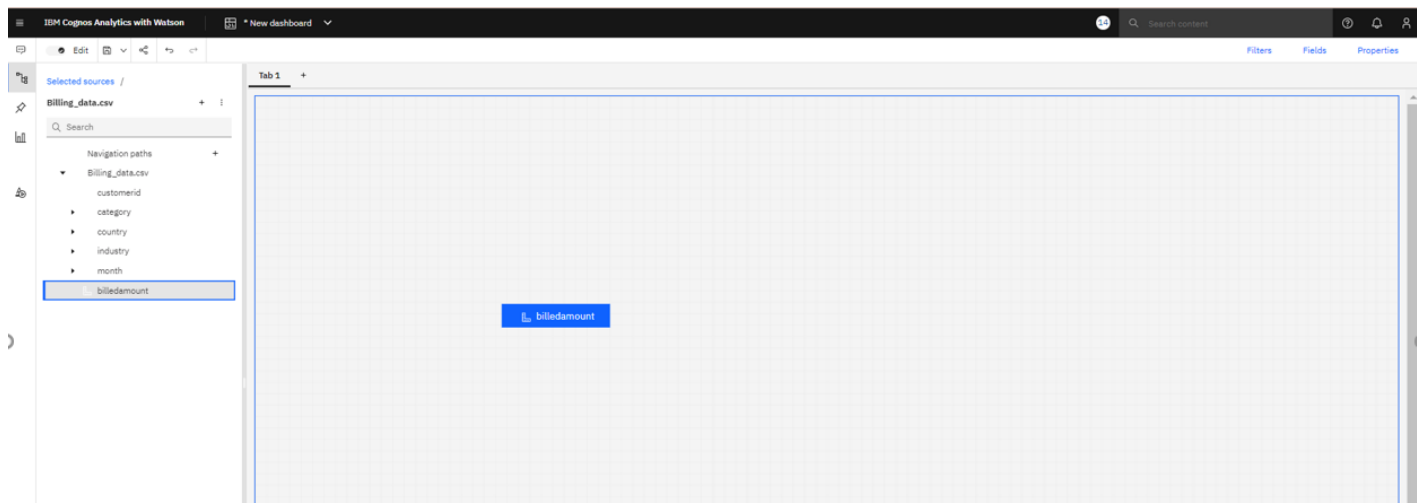 IBM Cognos Analytics with Watson
* New dashboard
14
Search content
Edit
Filters
Fields
Properties
Selected sources /
Billing_data.csv
Search
Navigation paths
Billing_data.csv
customerid
category
country
industry
month
billedamount
Tab 1
billedamount